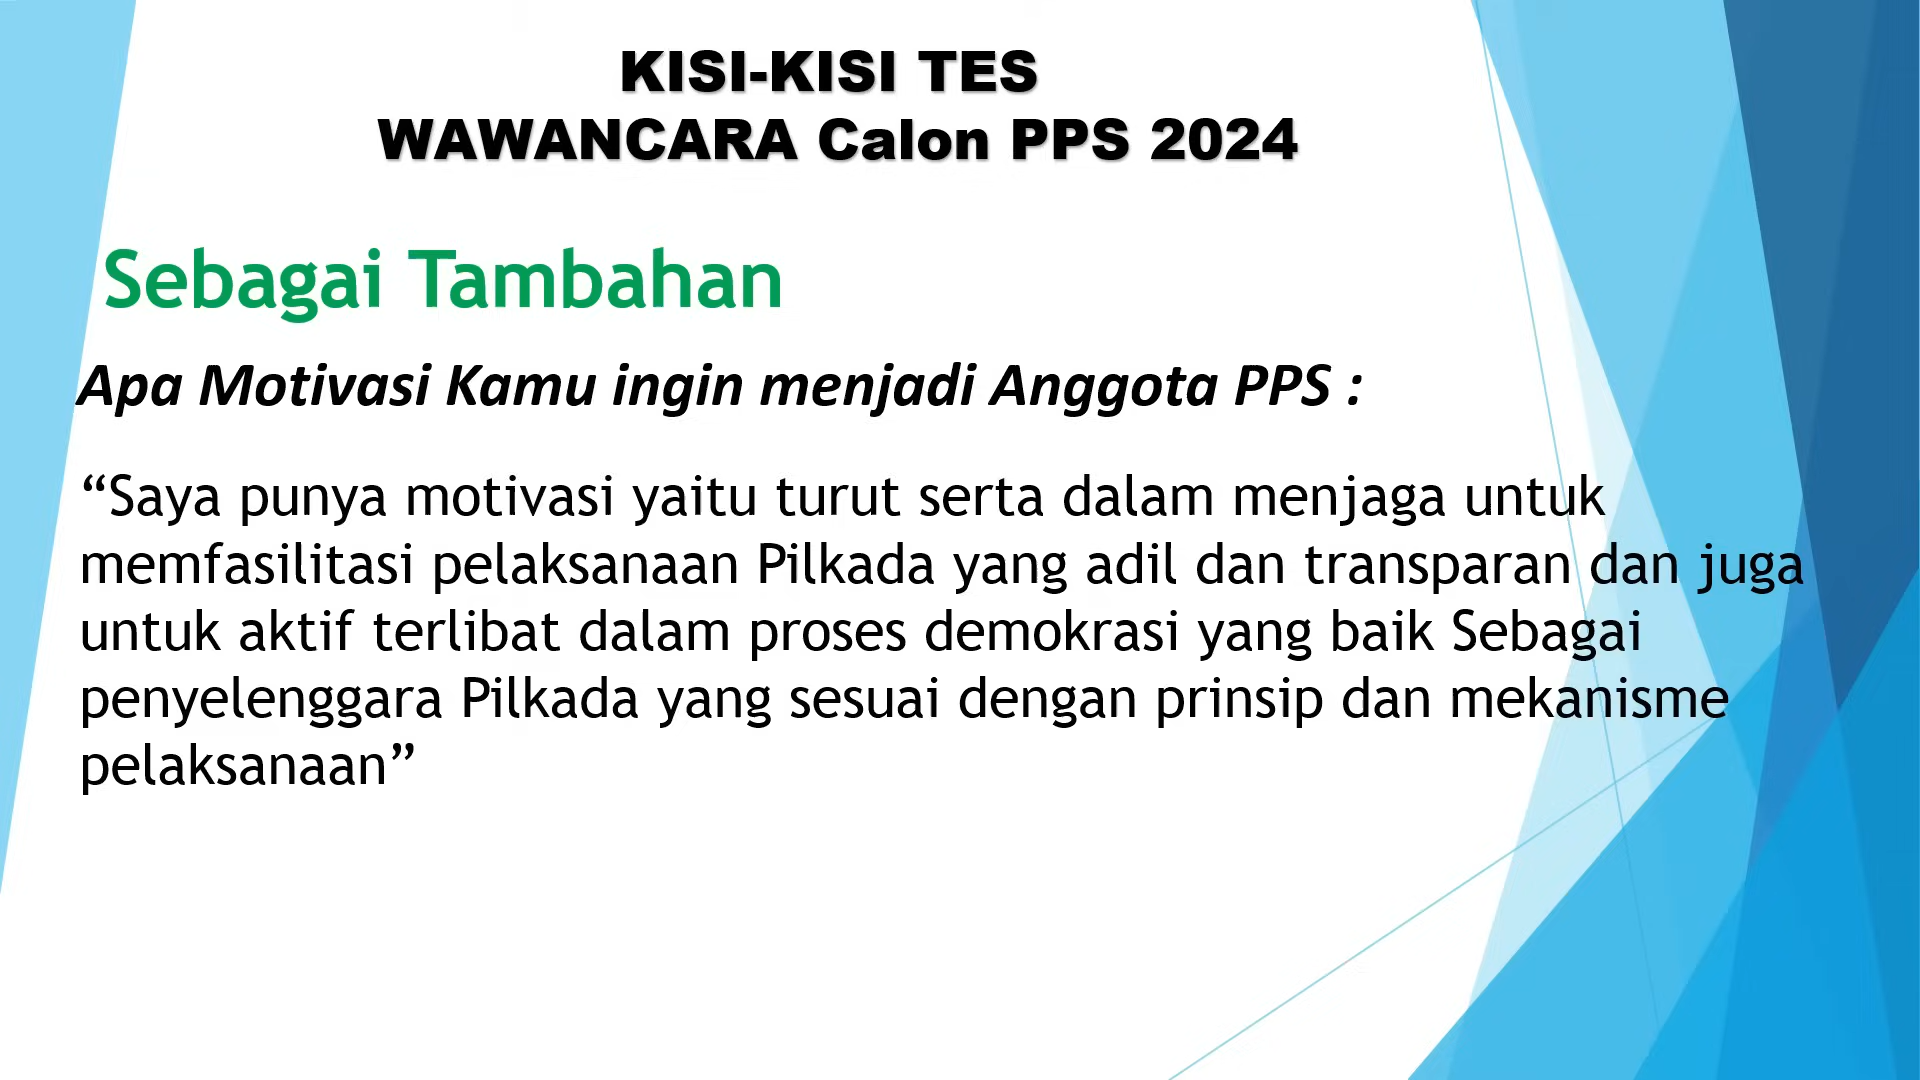 KISI-KISI TES
WAWANCARA Calon PPS 2024
Sebagai Tambahan
Apa Motivasi Kamu ingin menjadi Anggota PPS :
“Saya punya motivasi yaitu turut serta dalam menjaga untuk
memfasilitasi pelaksanaan Pilkada yang adil dan transparan dan juga
untuk aktif terlibat dalam proses demokrasi yang baik Sebagai
penyelenggara Pilkada yang sesuai dengan prinsip dan mekanisme
pelaksanaan”